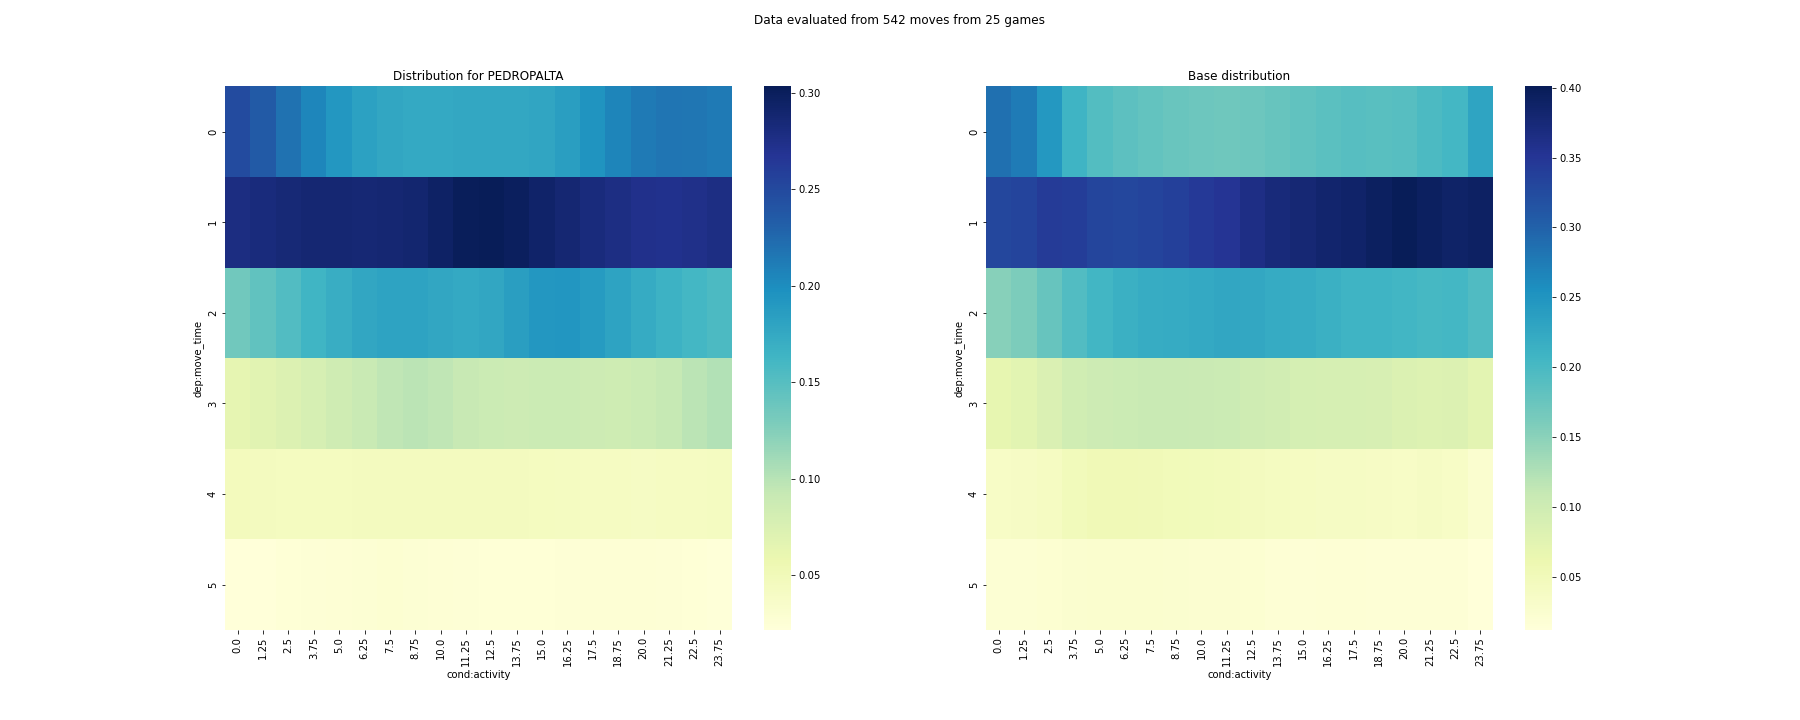 Data evaluated from 542 moves from 25 games
Distribution for PEDROPALTA
dep:move_time
0
1
2
3
4
5
0.0 1.25 2.5 3.75 5.0 6.25 7.5 8.75 10.0 11.25 12.5 13.75 15.0 16.25 17.5 18.75 20.0 21.25 22.5 23.75
cond:activity
0.30
0.25
0.20
0.15
0.10
0.05
Base distribution
dep:move_time
0
1
2
3
4
5
0.0 1.25 2.5 3.75 5.0 6.25 7.5 8.75 10.0 11.25 12.5 13.75 15.0 16.25 17.5 18.75 20.0 21.25 22.5 23.75
cond:activity
0.40
0.35
0.30
0.25
0.20
0.15
0.10
0.05